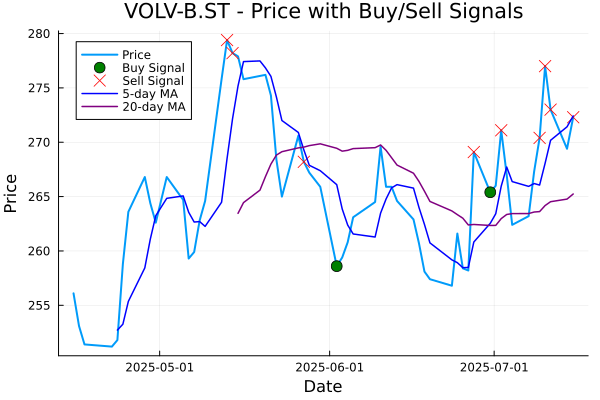 VOLV-B.ST - Price with Buy/Sell Signals
Price
Buy Signal
Sell Signal
5-day MA
20-day MA
280
275
270
265
260
255
Price
2025-05-01
2025-06-01
2025-07-01
Date